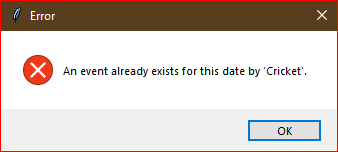 Error
An event already exists for this date by 'Cricket'.
OK